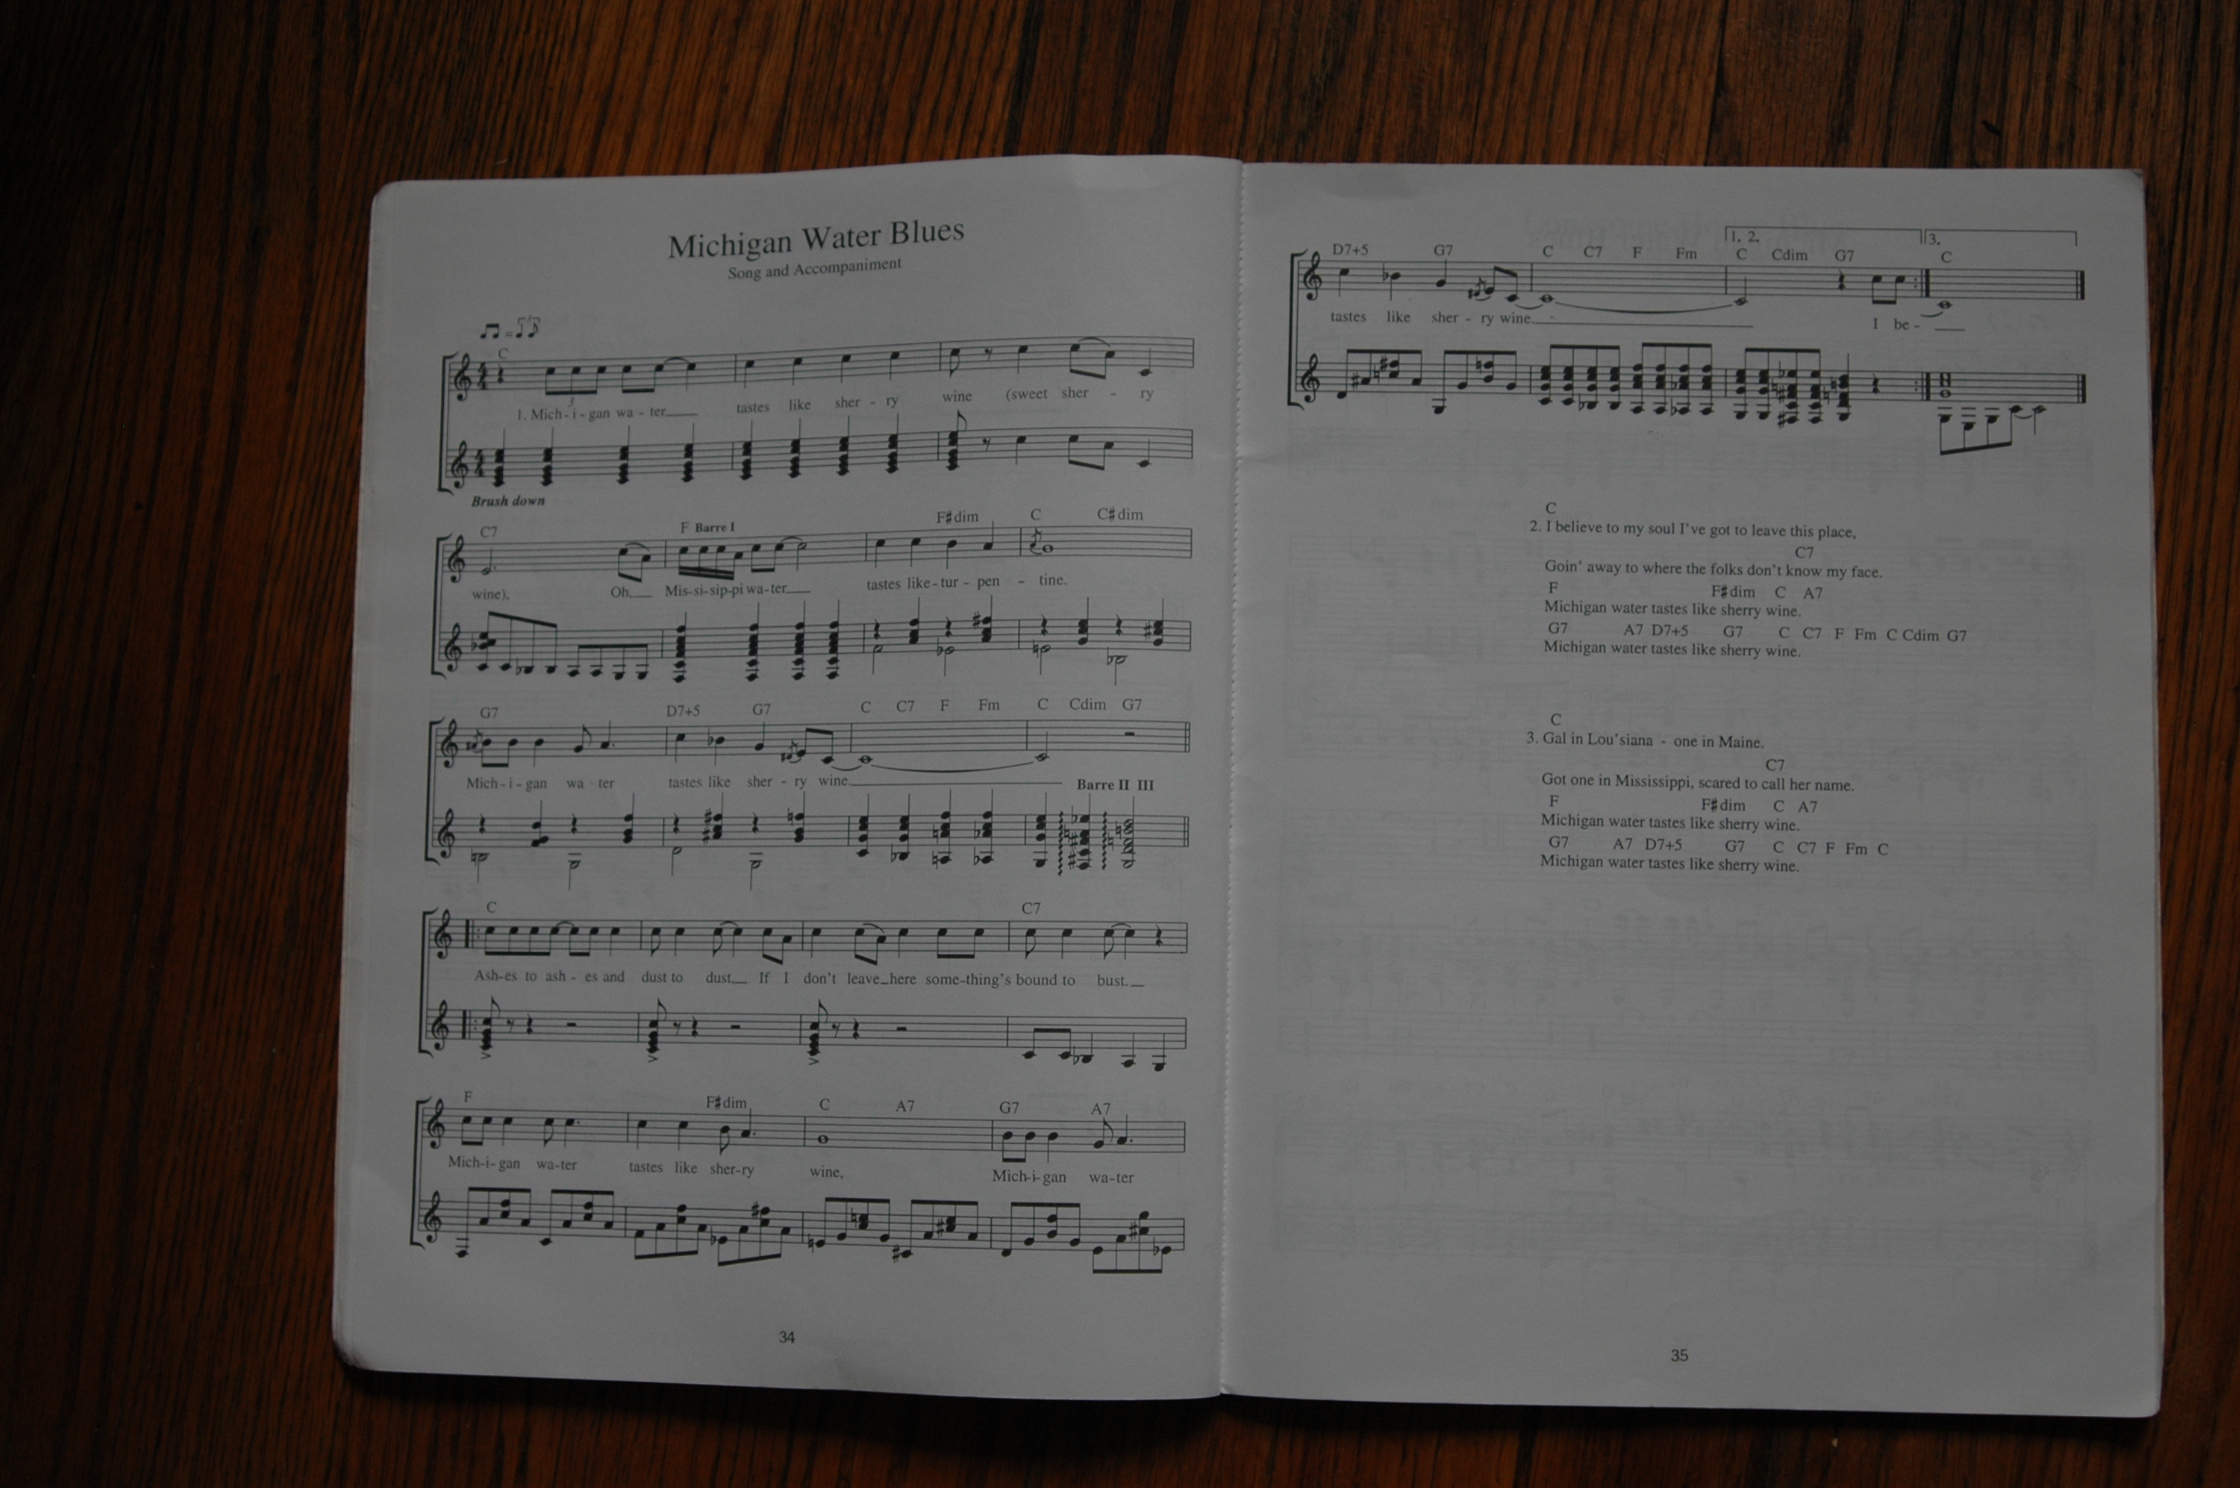 Michigan Water Blues
Song and Accompaniment
C
3
1. Mich-i-gan wa-ter tastes like sher-ry wine (sweet sher-ry
Brush down
C7 F Barre I F♯dim C C♯dim
wine). Oh, Mis-si-sip-pi wa-ter tastes like-tur-pen-tine.
G7 D7+5 G7 C C7 F Fm C Cdim G7
Mich-i-gan wa-ter tastes like sher-ry wine
Barre II III
C C7
Ash-es to ash-es and dust to dust, If I don't leave here some-thing's bound to bust.
F F♯dim C A7 G7 A7
Mich-i-gan wa-ter tastes like sher-ry wine, Mich-i-gan wa-ter
34
1. 2. 3.
D7+5 G7 C C7 F Fm C Cdim G7 C
tastes like sher-ry wine I be-
C
2. I believe to my soul I've got to leave this place,
C7
Goin' away to where the folks don't know my face.
F F♯dim C A7
Michigan water tastes like sherry wine.
G7 A7 D7+5 G7 C C7 F Fm C Cdim G7
Michigan water tastes like sherry wine.
C
3. Gal in Lou'siana - one in Maine.
C7
Got one in Mississippi, scared to call her name.
F F♯dim C A7
Michigan water tastes like sherry wine.
G7 A7 D7+5 G7 C C7 F Fm C
Michigan water tastes like sherry wine.
35